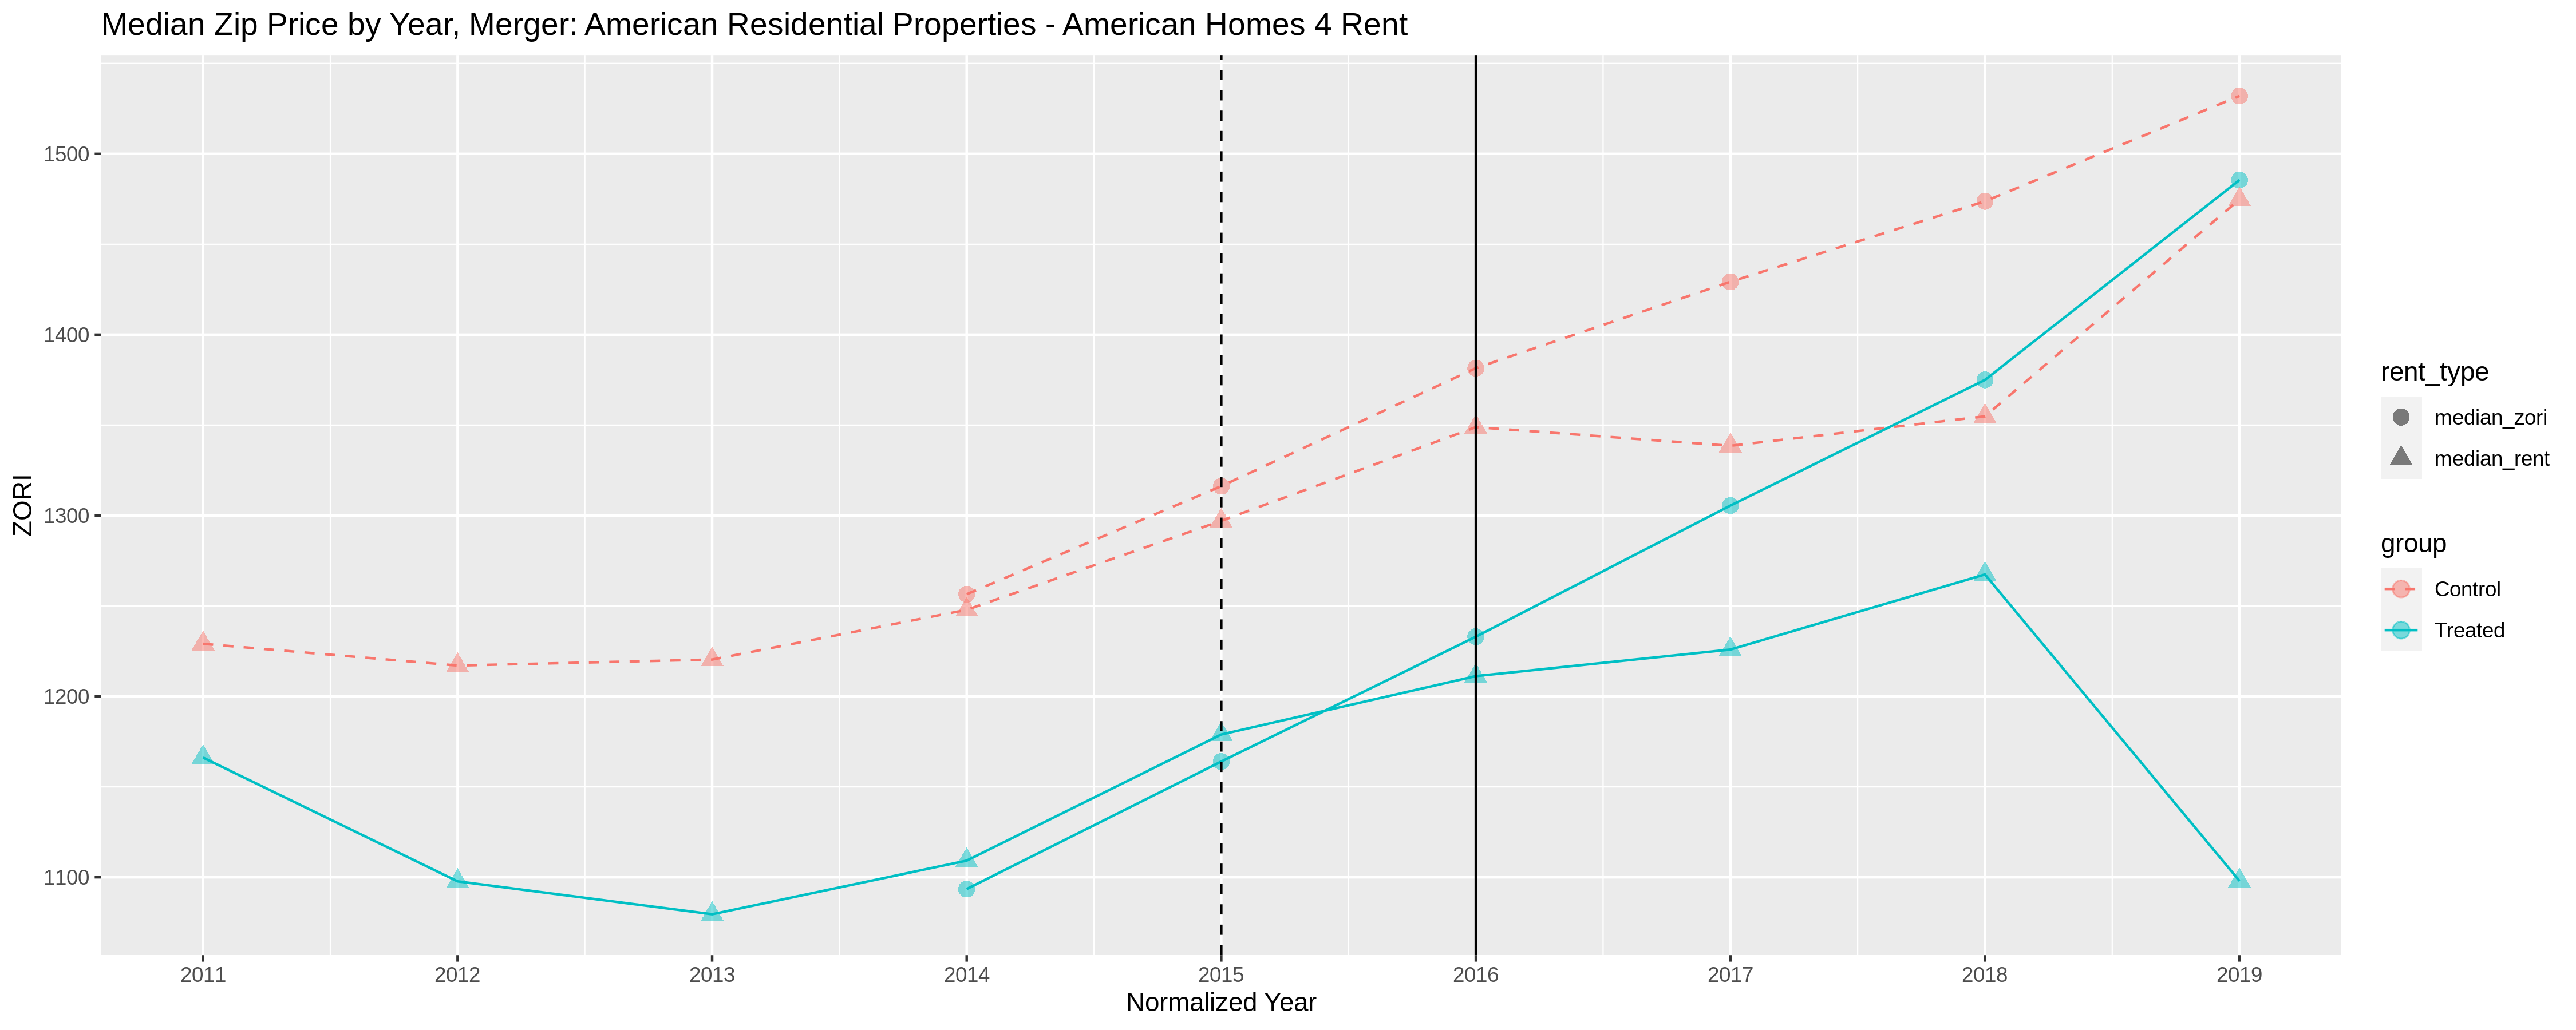 Median Zip Price by Year, Merger: American Residential Properties - American Homes 4 Rent
ZORI
1500
1400
1300
1200
1100
2011 2012 2013 2014 2015 2016 2017 2018 2019
Normalized Year
rent_type
median_zori
median_rent
group
Control
Treated